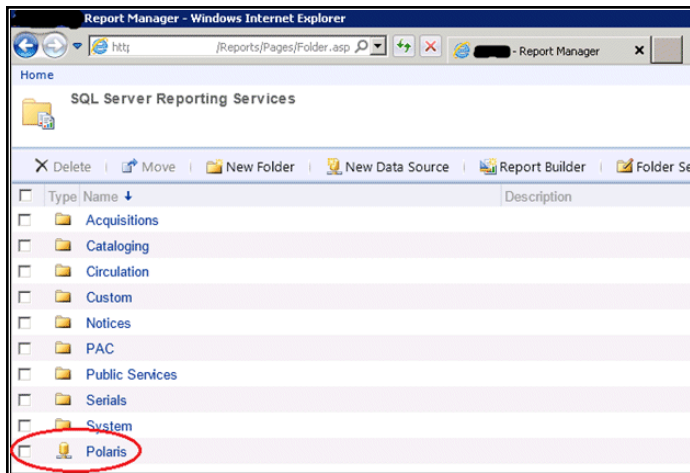 Report Manager - Windows Internet Explorer
http /Reports/Pages/Folder.asp - Report Manager x
Home
SQL Server Reporting Services
X Delete Move New Folder New Data Source Report Builder Folder Se
Type Name Description
Acquisitions
Cataloging
Circulation
Custom
Notices
PAC
Public Services
Serials
System
Polaris